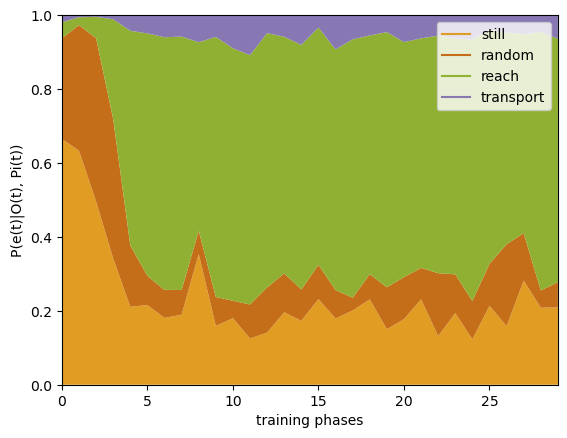 1.0
0.8
0.6
0.4
0.2
0.0
P(e(t)|O(t), Pi(t))
still
random
reach
transport
0 5 10 15 20 25
training phases